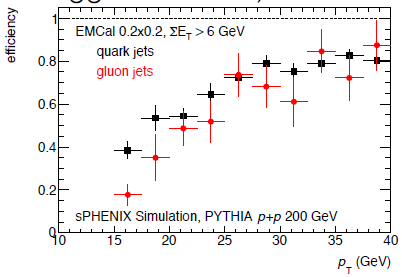 efficiency
1
EMCal 0.2x0.2, ΣE_T > 6 GeV
quark jets
gluon jets
0.8
0.6
0.4
0.2
sPHENIX Simulation, PYTHIA p+p 200 GeV
0
10 15 20 25 30 35 40
p_T (GeV)